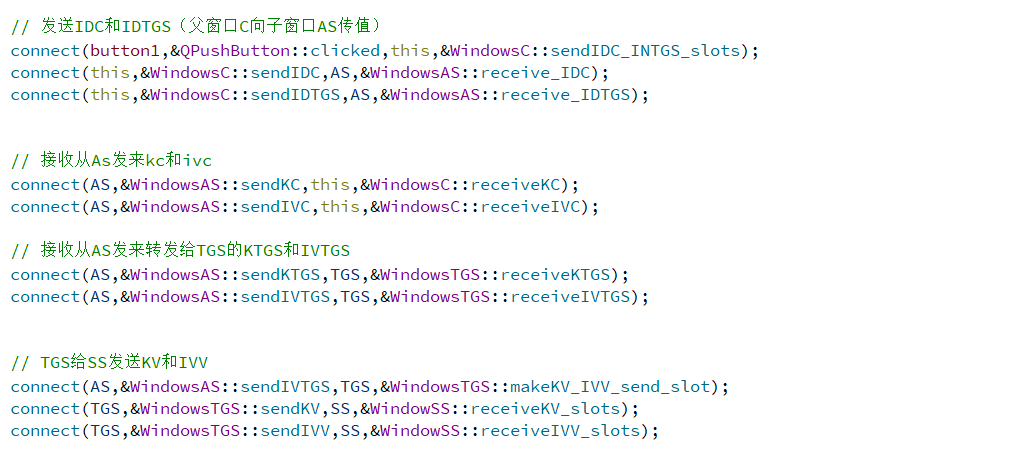 // 发送IDC和IDTGS（父窗口C向子窗口AS传值）
connect(button1,&QPushButton::clicked,this,&WindowsC::sendIDC_INTGS_slots);
connect(this,&WindowsC::sendIDC,AS,&WindowsAS::receive_IDC);
connect(this,&WindowsC::sendIDTGS,AS,&WindowsAS::receive_IDTGS);
// 接收从As发来kc和ivc
connect(AS,&WindowsAS::sendKC,this,&WindowsC::receiveKC);
connect(AS,&WindowsAS::sendIVC,this,&WindowsC::receiveIVC);
// 接收从AS发来转发给TGS的KTGS和IVTGS
connect(AS,&WindowsAS::sendKTGS,TGS,&WindowsTGS::receiveKTGS);
connect(AS,&WindowsAS::sendIVTGS,TGS,&WindowsTGS::receiveIVTGS);
// TGS给SS发送KV和IVV
connect(AS,&WindowsAS::sendIVTGS,TGS,&WindowsTGS::makeKV_IVV_send_slot);
connect(TGS,&WindowsTGS::sendKV,SS,&WindowSS::receiveKV_slots);
connect(TGS,&WindowsTGS::sendIVV,SS,&WindowSS::receiveIVV_slots);